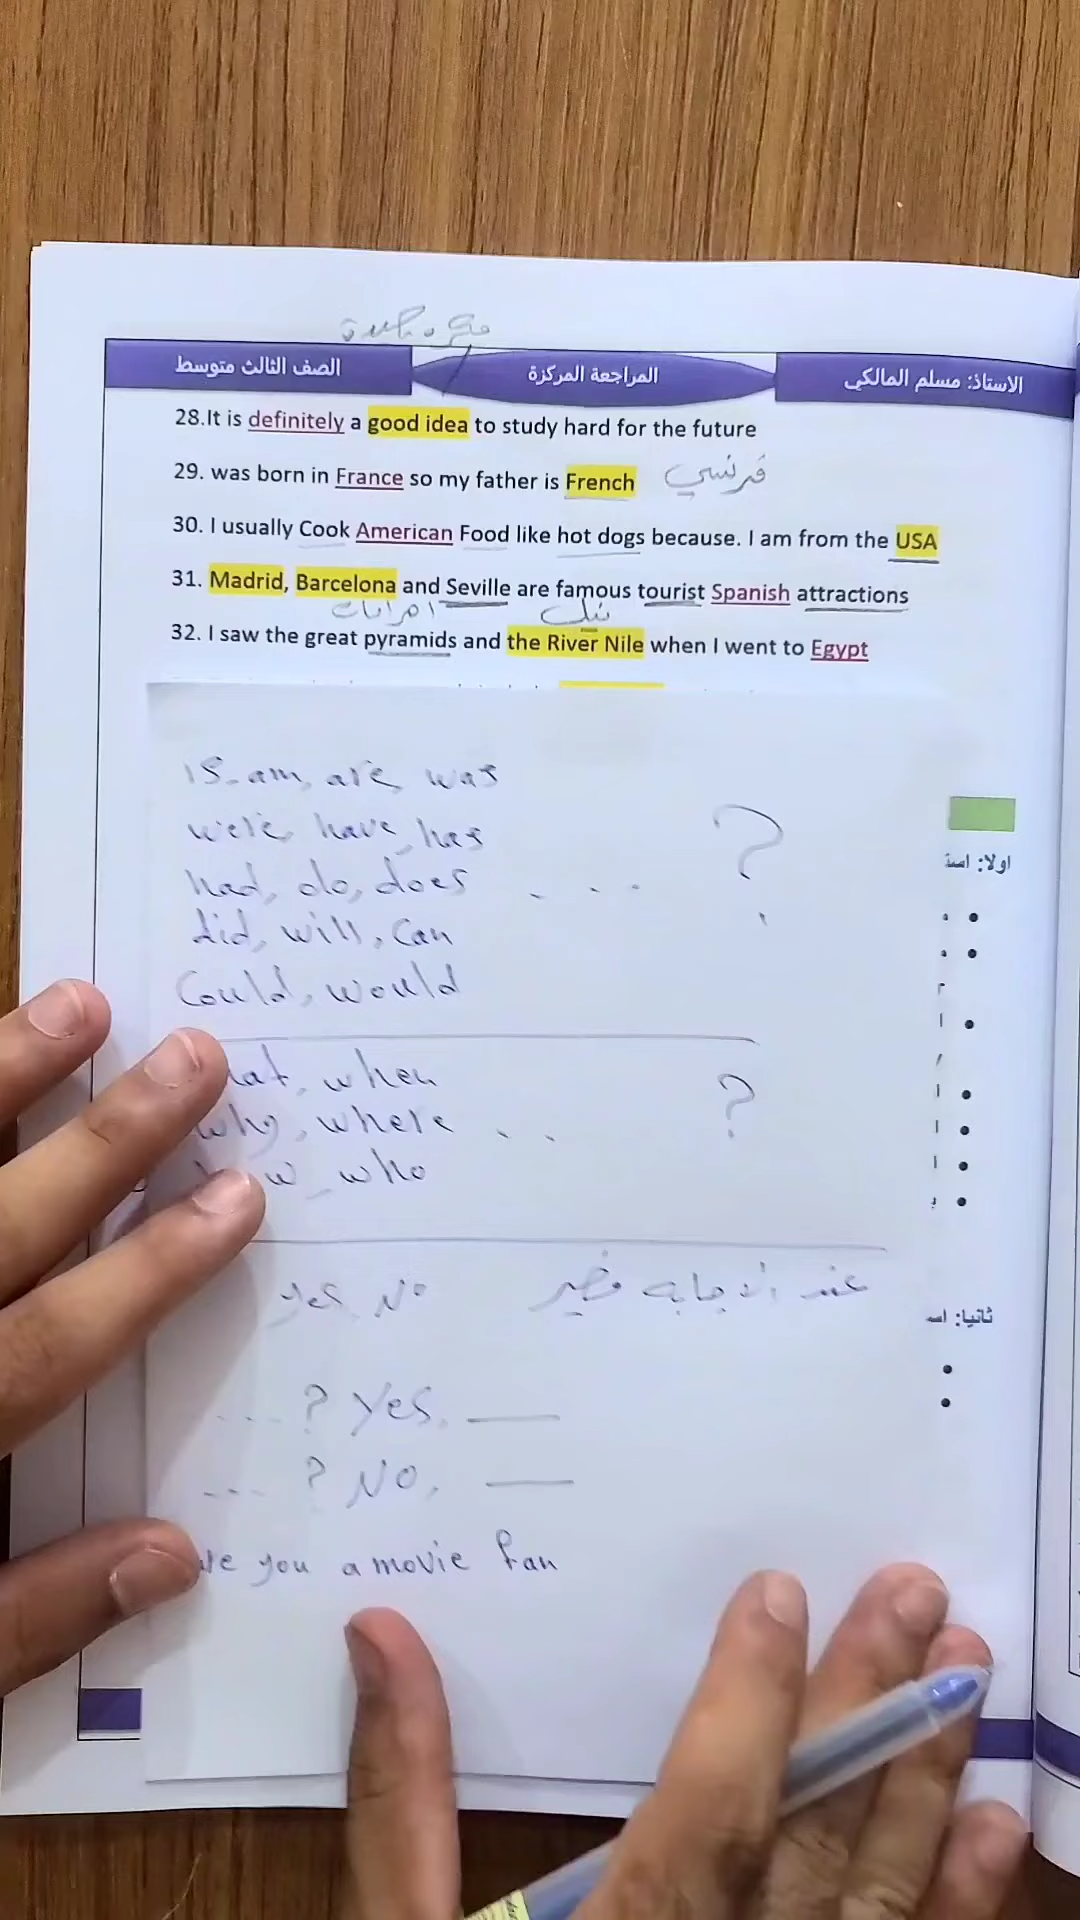 الصف الثالث متوسط
المراجعة المركزة
الاستاذ: مسلم المالكي
28.It is definitely a good idea to study hard for the future
29. was born in France so my father is French فرنسي
30. I usually Cook American Food like hot dogs because. I am from the USA
31. Madrid, Barcelona and Seville are famous tourist Spanish attractions
32. I saw the great pyramids and the River Nile when I went to Egypt
is, am, are, was
were, have, has
had, do, does ... ?
did, will, can
Could, would
when
why, where ... ?
who
Yes, No عند الاجابة
... ? Yes, ___
... ? No, ___
you a movie fan
اولا:
ثانيا: